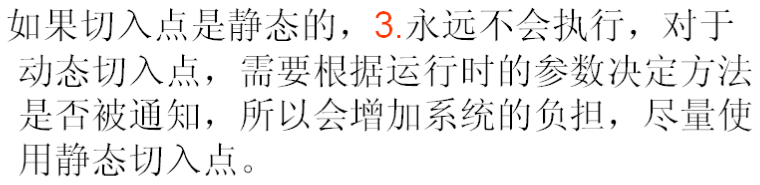 如果切入点是静态的，3.永远不会执行，对于
动态切入点，需要根据运行时的参数决定方法
是否被通知，所以会增加系统的负担，尽量使
用静态切入点。